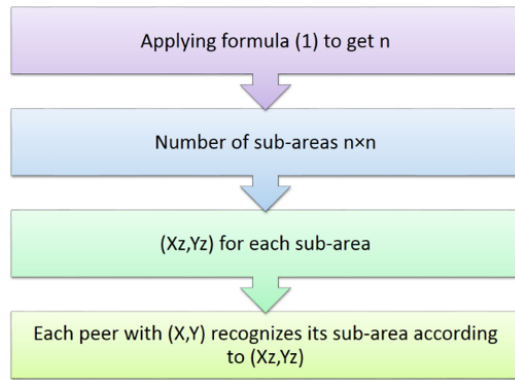 Applying formula (1) to get n
Number of sub-areas n×n
(Xz,Yz) for each sub-area
Each peer with (X,Y) recognizes its sub-area according
to (Xz,Yz)